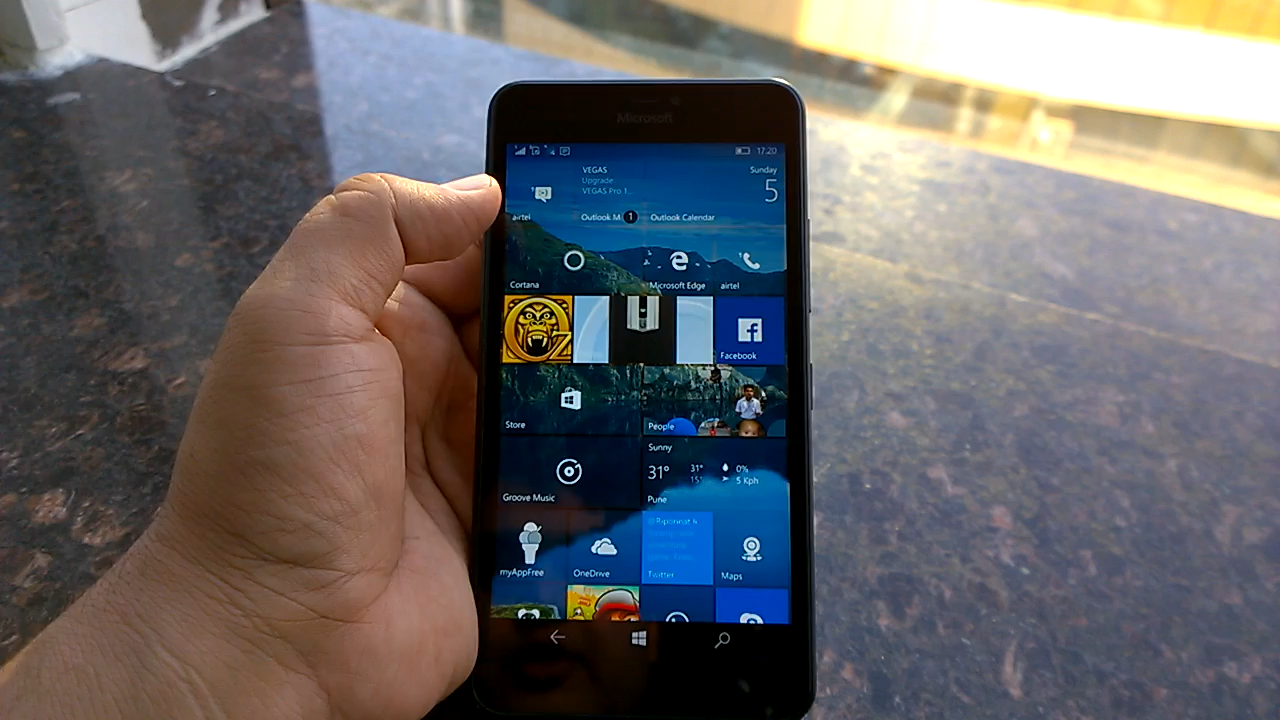 Microsoft
17:20
VEGAS
Upgrade
VEGAS Pro 1...
Sunday
5
airtel
Outlook M 1
Outlook Calendar
Cortana
Microsoft Edge
airtel
Oz
Facebook
Store
People
Sunny
31°
31°
0%
5 Kph
Groove Music
Pune
myAppFree
OneDrive
Twitter
Maps